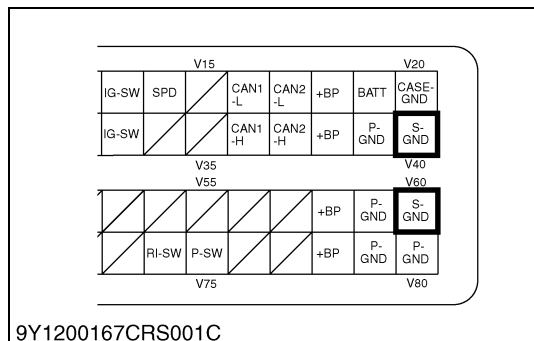 V15 V20
IG-SW SPD CAN1-L CAN2-L +BP BATT CASE-GND
IG-SW CAN1-H CAN2-H +BP P-GND S-GND
V35 V40
V55 V60
+BP P-GND S-GND
RI-SW P-SW +BP P-GND P-GND
V75 V80
9Y1200167CRS001C